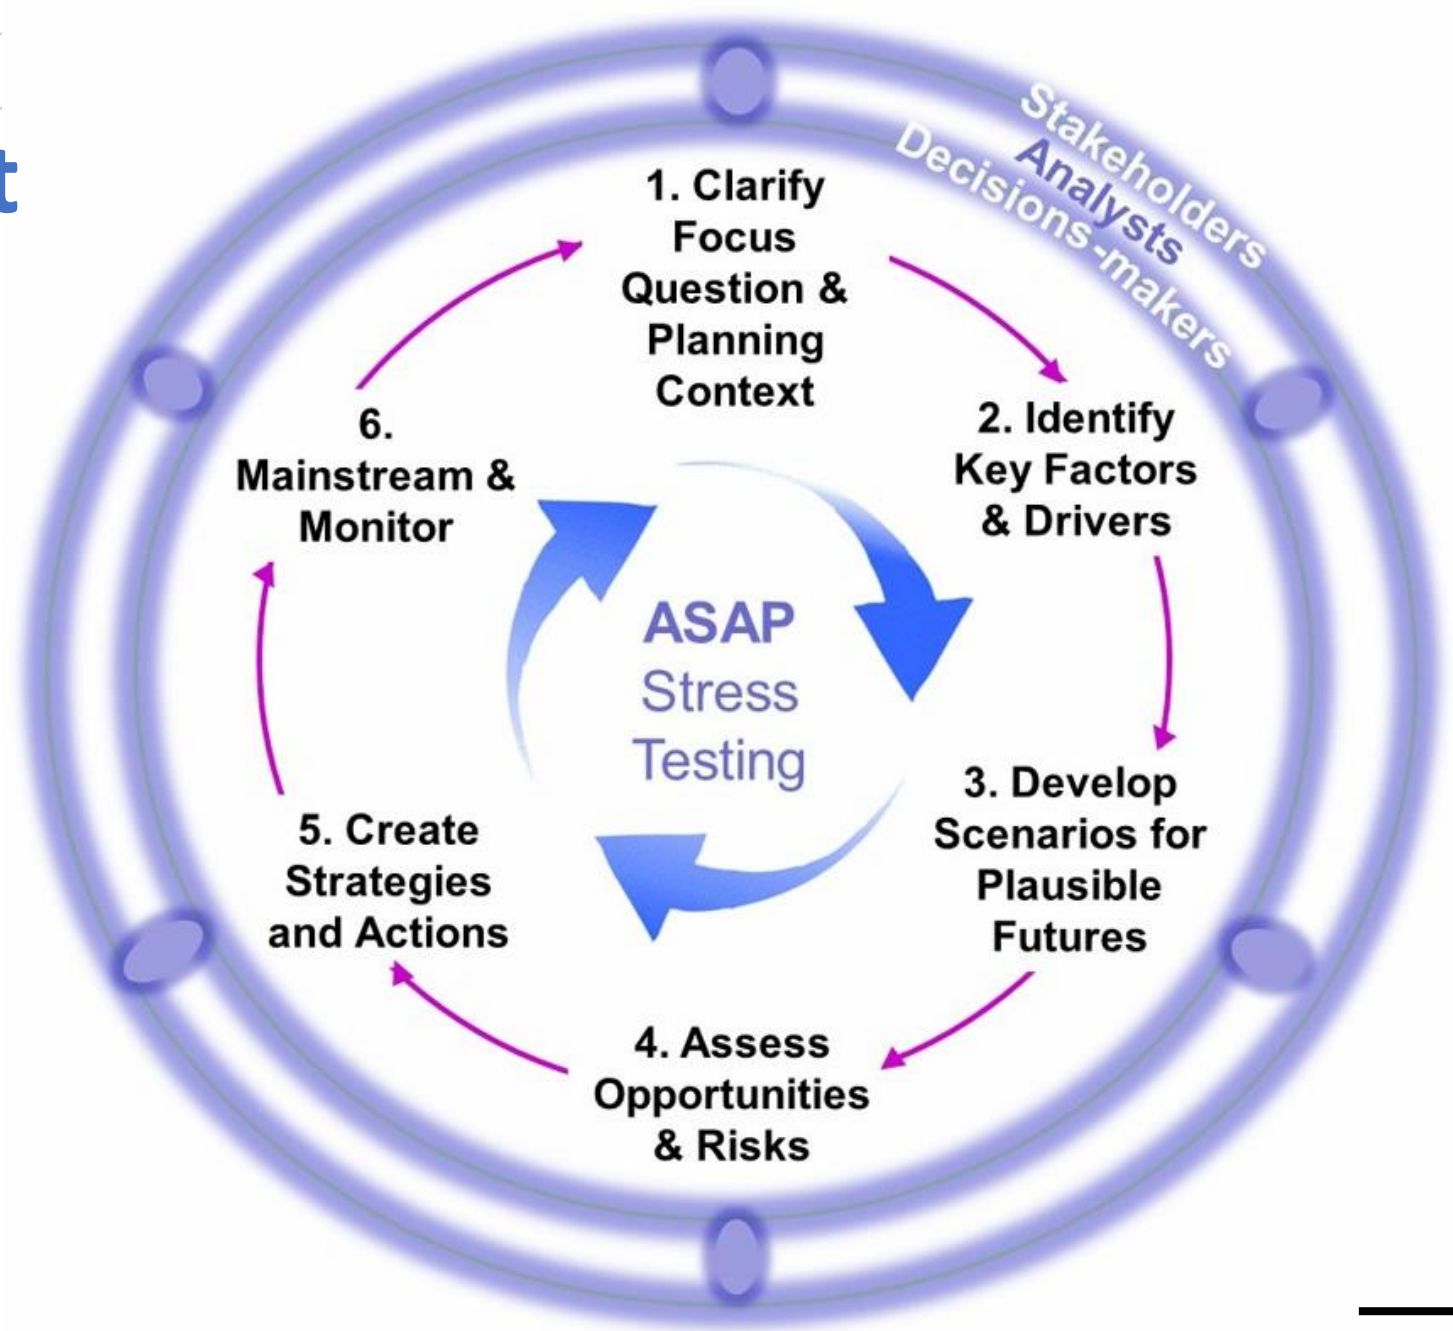 t
Stakeholders
Analysts
Decisions-makers
1. Clarify
Focus
Question &
Planning
Context
2. Identify
Key Factors
& Drivers
3. Develop
Scenarios for
Plausible
Futures
4. Assess
Opportunities
& Risks
5. Create
Strategies
and Actions
6.
Mainstream &
Monitor
ASAP
Stress
Testing